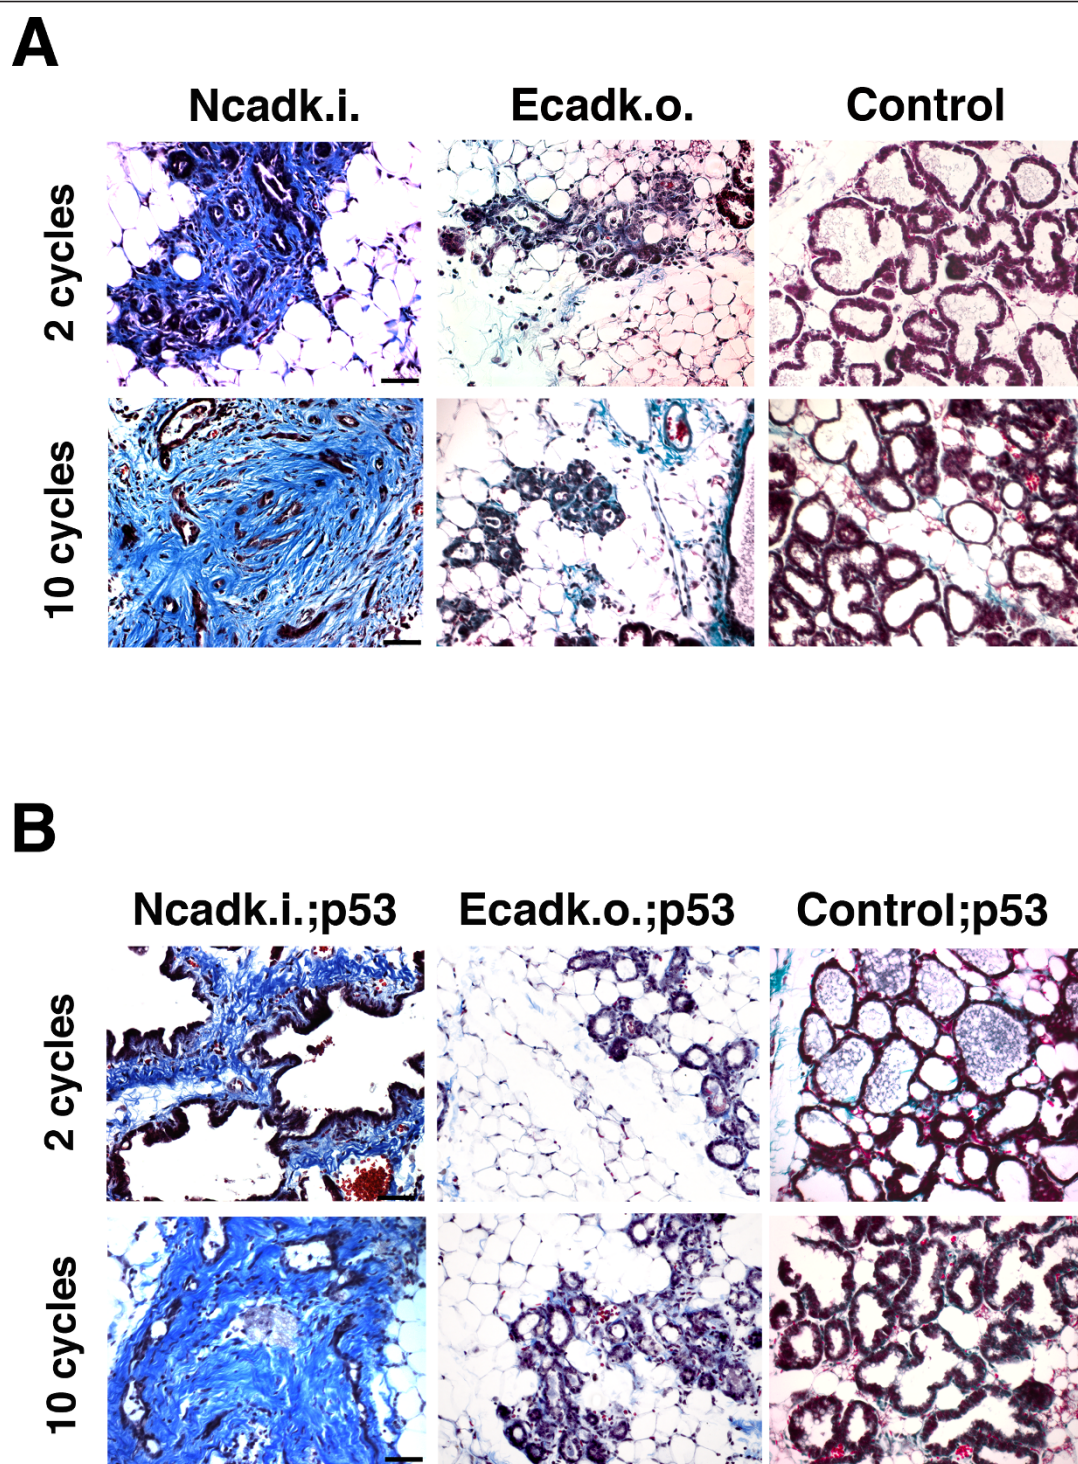 A
Ncadk.i. Ecadk.o. Control
2 cycles
10 cycles
B
Ncadk.i.;p53 Ecadk.o.;p53 Control;p53
2 cycles
10 cycles